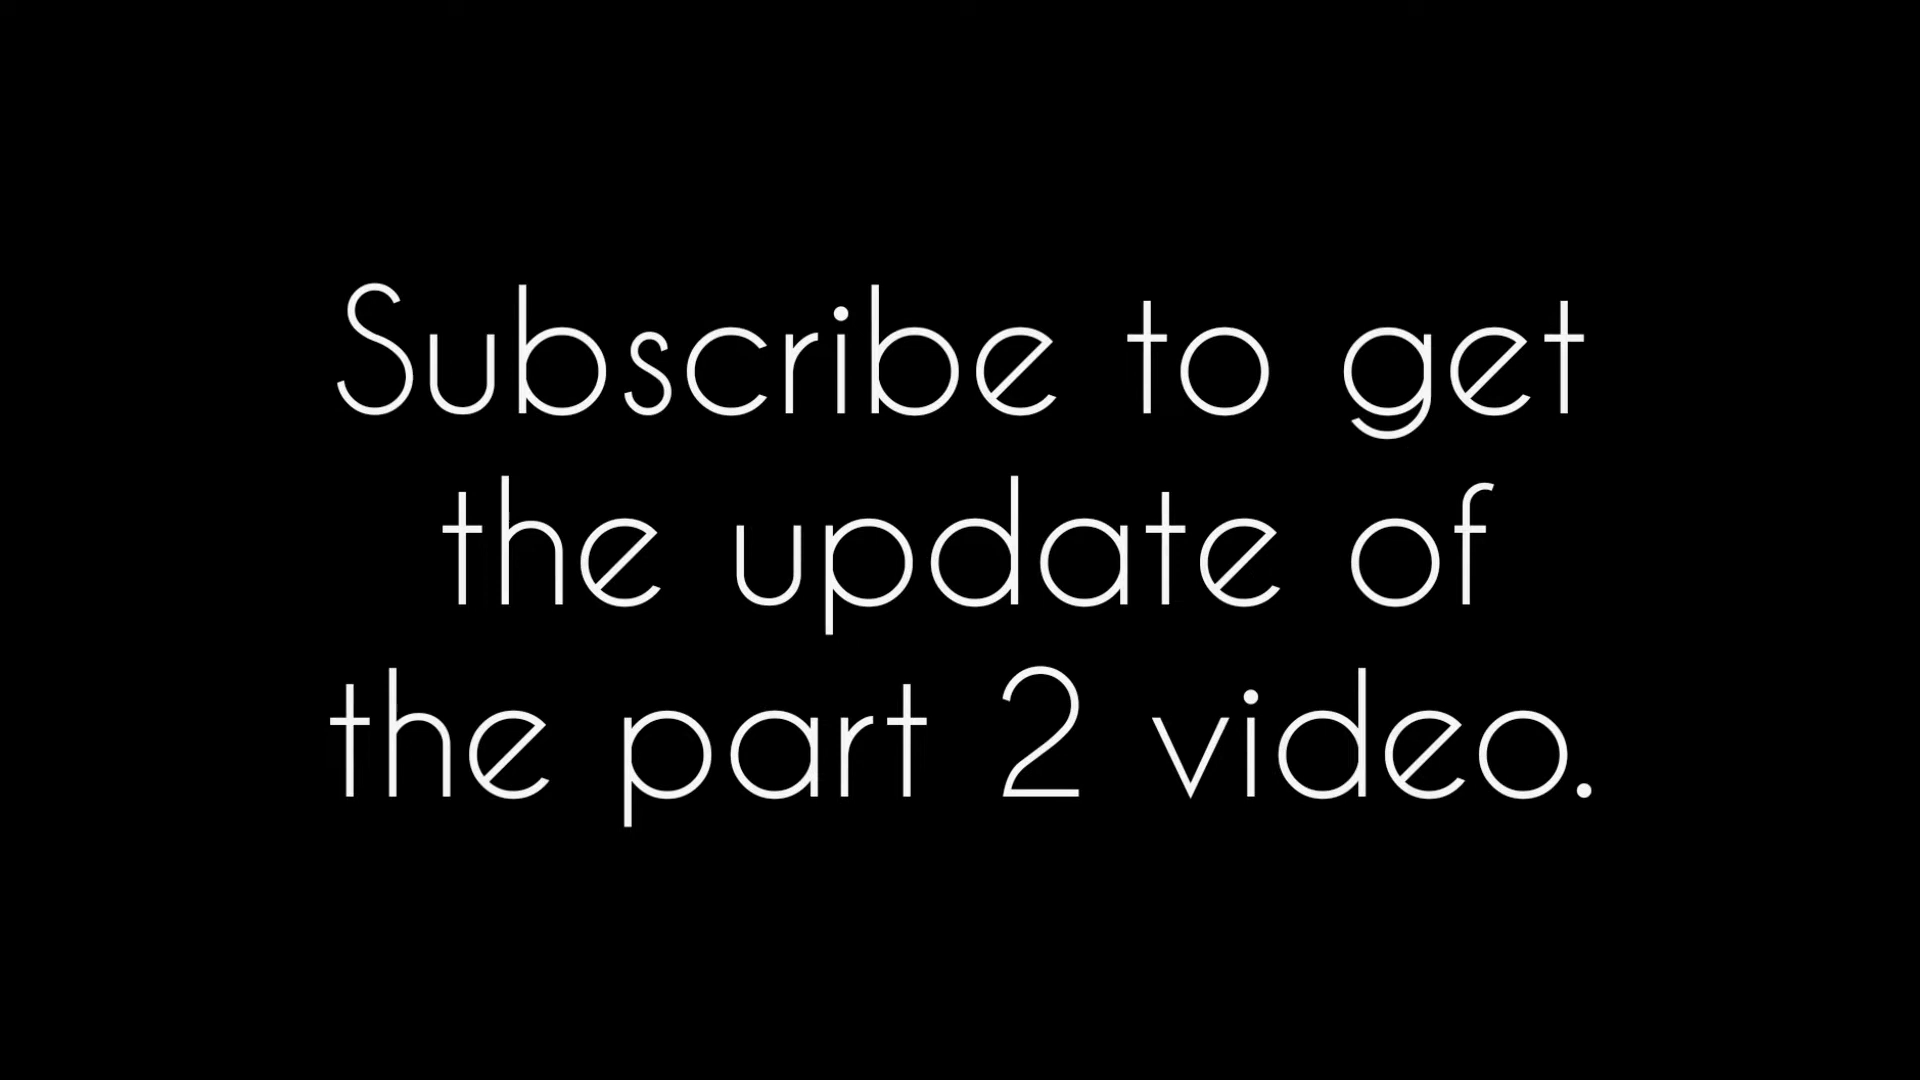 Subscribe to get
the update of
the part 2 video.